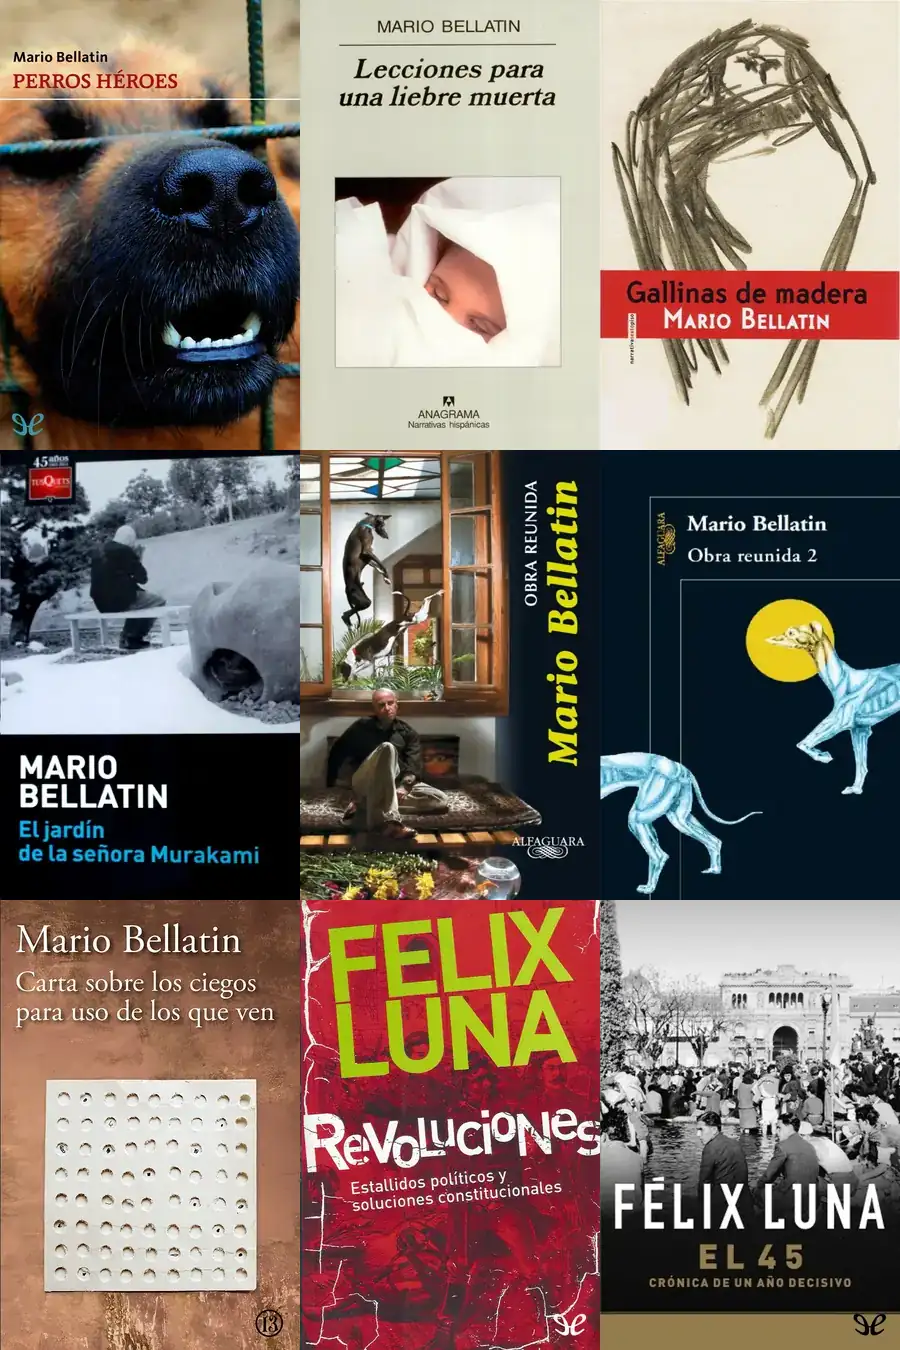 Mario Bellatin
PERROS HÉROES
MARIO BELLATIN
Lecciones para
una liebre muerta
ANAGRAMA
Narrativas hispánicas
Gallinas de madera
MARIO BELLATIN
narrativasextopiso
45 años
TUSQUETS
MARIO
BELLATIN
El jardín
de la señora Murakami
OBRA REUNIDA
Mario Bellatin
ALFAGUARA
ALFAGUARA
Mario Bellatin
Obra reunida 2
Mario Bellatin
Carta sobre los ciegos
para uso de los que ven
13
FELIX
LUNA
ReVoLucioNes
Estallidos políticos y
soluciones constitucionales
FÉLIX LUNA
EL 45
CRÓNICA DE UN AÑO DECISIVO